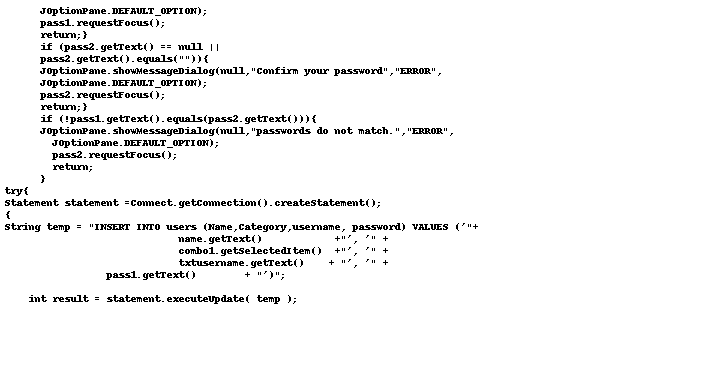 JOptionPane.DEFAULT_OPTION);
pass1.requestFocus();
return;}
if (pass2.getText() == null ||
pass2.getText().equals("")){
JOptionPane.showMessageDialog(null,"Confirm your password","ERROR",
JOptionPane.DEFAULT_OPTION);
pass2.requestFocus();
return;}
if (!pass1.getText().equals(pass2.getText())){
JOptionPane.showMessageDialog(null,"passwords do not match.","ERROR",
JOptionPane.DEFAULT_OPTION);
pass2.requestFocus();
return;
}
try{
Statement statement =Connect.getConnection().createStatement();
{
String temp = "INSERT INTO users (Name,Category,username, password) VALUES ('"+
name.getText() +"', '" +
combo1.getSelectedItem() +"', '" +
txtusername.getText() + "', '" +
pass1.getText() + "')";
int result = statement.executeUpdate( temp );